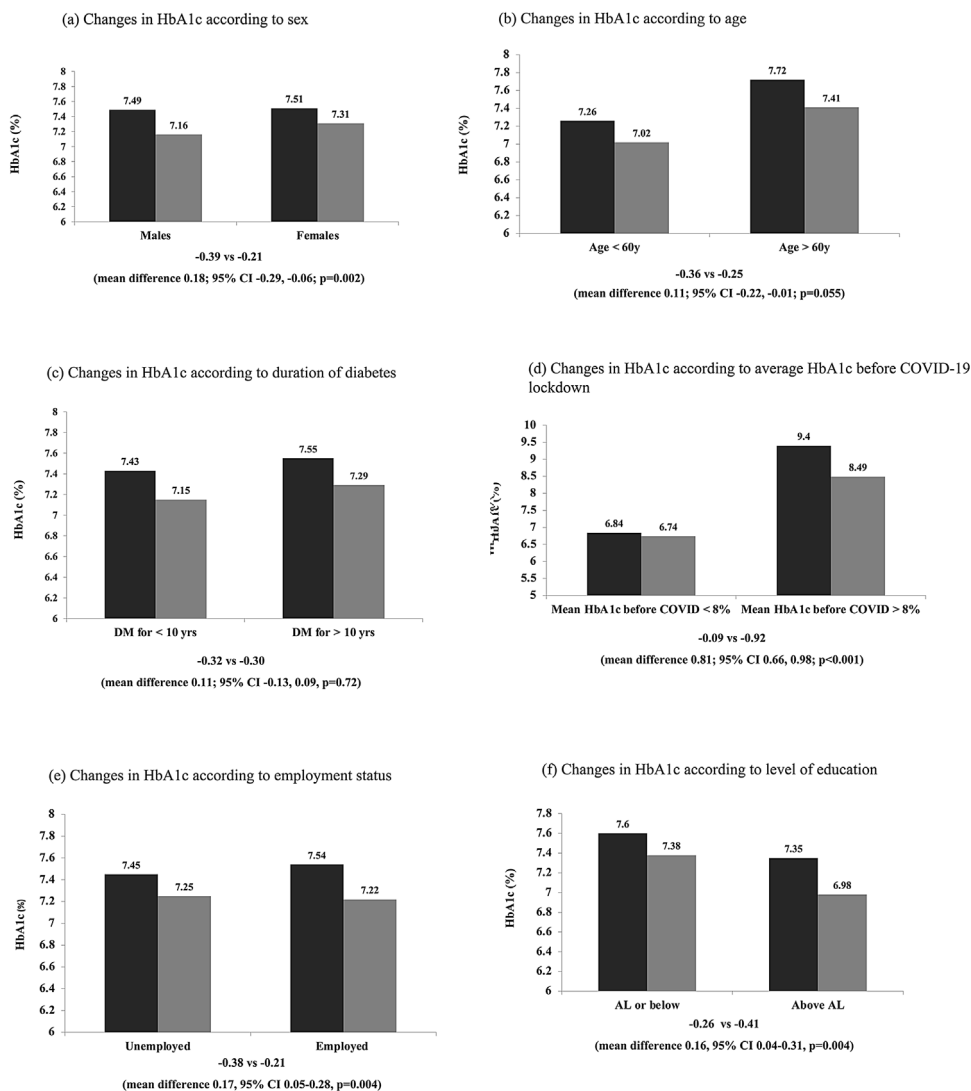 (a) Changes in HbA1c according to sex
HbA1c (%)
8
7.8
7.6
7.4
7.2
7
6.8
6.6
6.4
6.2
6
7.49
7.16
7.51
7.31
Males
Females
-0.39 vs -0.21
(mean difference 0.18; 95% CI -0.29, -0.06; p=0.002)
(b) Changes in HbA1c according to age
HbA1c (%)
8
7.8
7.6
7.4
7.2
7
6.8
6.6
6.4
6.2
6
7.26
7.02
7.72
7.41
Age < 60y
Age > 60y
-0.36 vs -0.25
(mean difference 0.11; 95% CI -0.22, -0.01; p=0.055)
(c) Changes in HbA1c according to duration of diabetes
HbA1c (%)
8
7.8
7.6
7.4
7.2
7
6.8
6.6
6.4
6.2
6
7.43
7.15
7.55
7.29
DM for < 10 yrs
DM for > 10 yrs
-0.32 vs -0.30
(mean difference 0.11; 95% CI -0.13, 0.09, p=0.72)
(d) Changes in HbA1c according to average HbA1c before COVID-19
lockdown
10
9.5
9
8.5
8
7.5
7
6.5
6
5.5
5
6.84
6.74
9.4
8.49
Mean HbA1c before COVID < 8%
Mean HbA1c before COVID > 8%
-0.09 vs -0.92
(mean difference 0.81; 95% CI 0.66, 0.98; p<0.001)
(e) Changes in HbA1c according to employment status
HbA1c (%)
8
7.8
7.6
7.4
7.2
7
6.8
6.6
6.4
6.2
6
7.45
7.25
7.54
7.22
Unemployed
Employed
-0.38 vs -0.21
(mean difference 0.17, 95% CI 0.05-0.28, p=0.004)
(f) Changes in HbA1c according to level of education
HbA1c (%)
7.8
7.6
7.4
7.2
7
6.8
6.6
6.4
6.2
6
7.6
7.38
7.35
6.98
AL or below
Above AL
-0.26 vs -0.41
(mean difference 0.16, 95% CI 0.04-0.31, p=0.004)